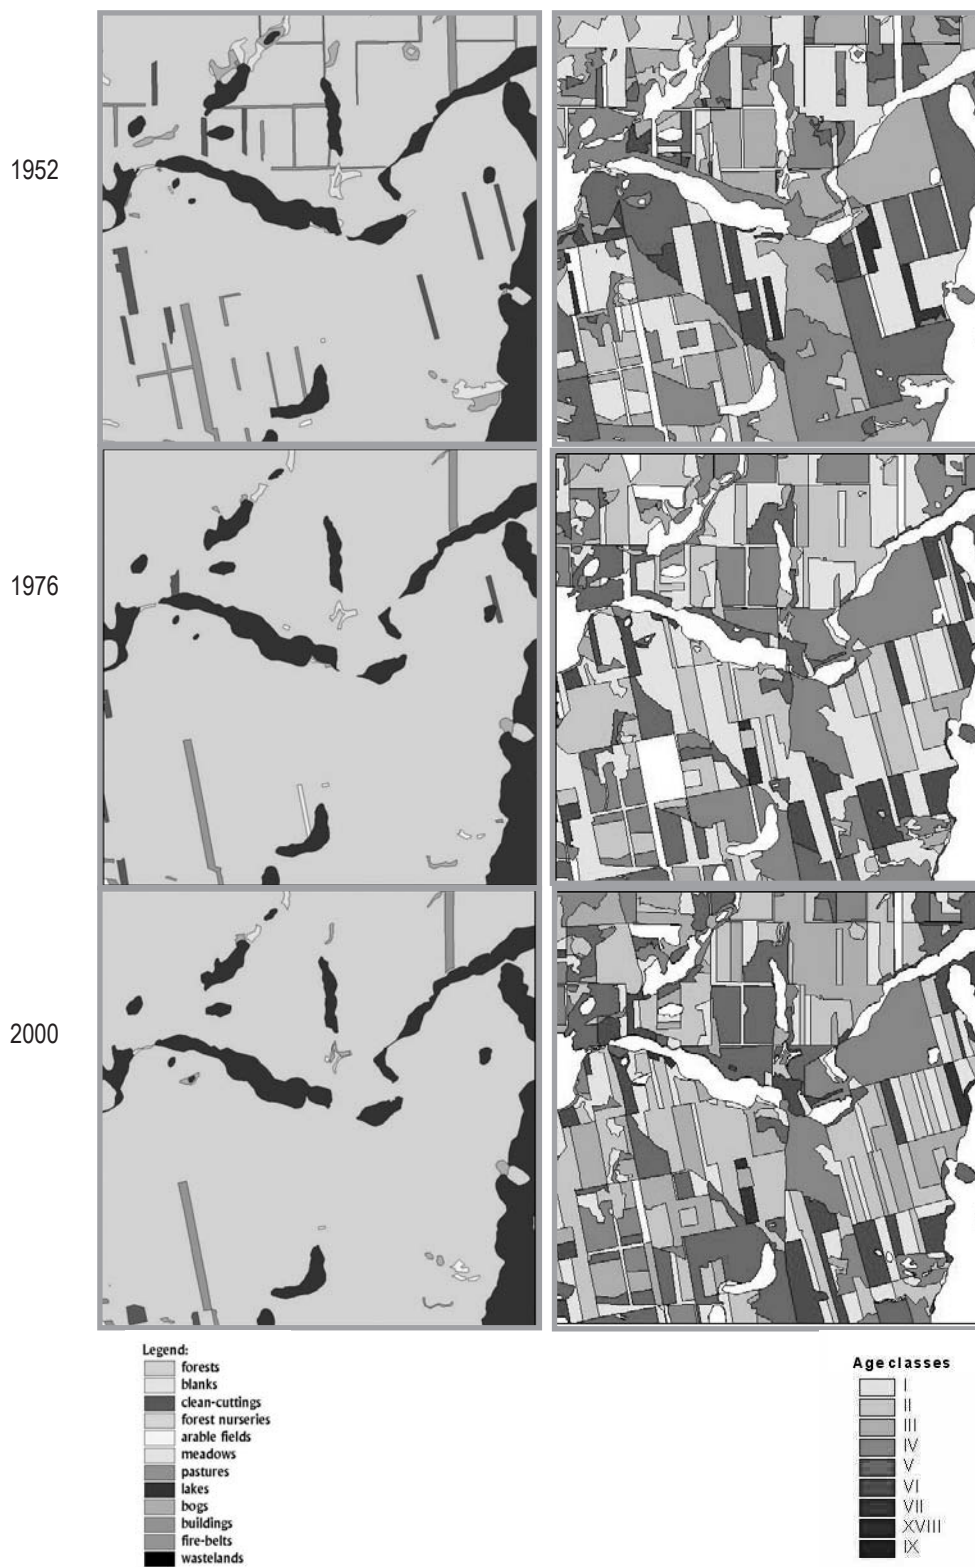 1952
1976
2000
Legend:
forests
blanks
clean-cuttings
forest nurseries
arable fields
meadows
pastures
lakes
bogs
buildings
fire-belts
wastelands
Age classes
I
II
III
IV
V
VI
VII
XVIII
IX